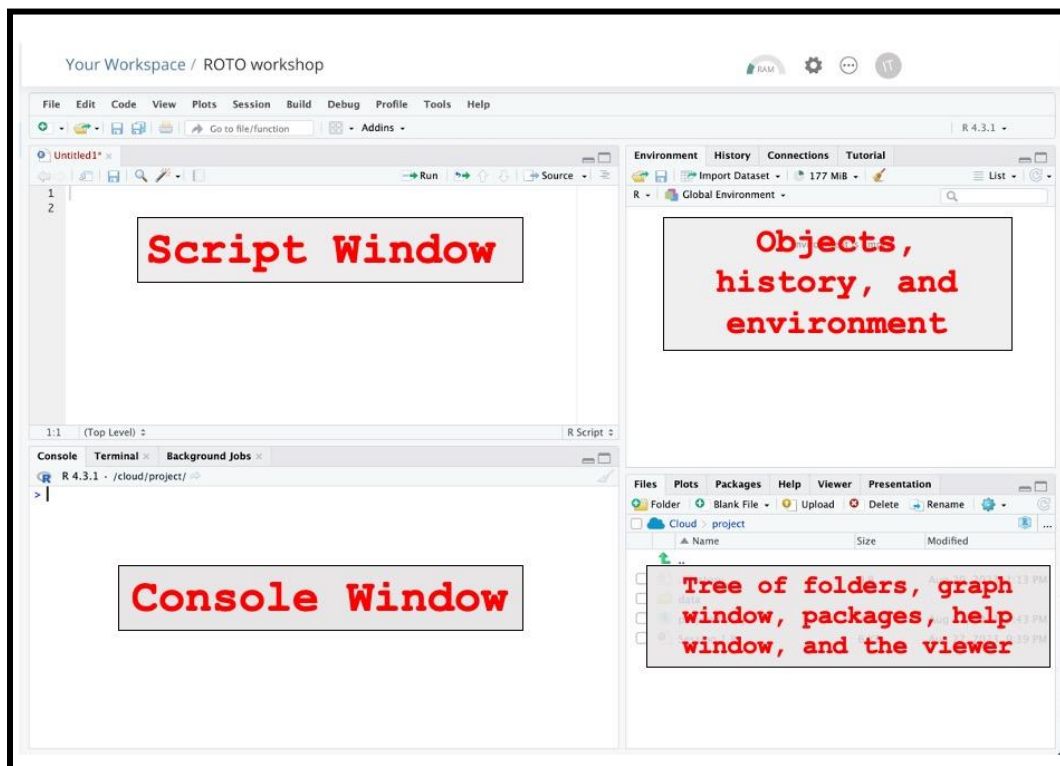 Your Workspace / ROTO workshop
RAM
IT
File Edit Code View Plots Session Build Debug Profile Tools Help
Go to file/function
Addins
R 4.3.1
Untitled1*
Run
Source
1
2
Script Window
1:1 (Top Level)
R Script
Environment History Connections Tutorial
Import Dataset
177 MiB
List
R
Global Environment
Objects,
history, and
environment
Console Terminal Background Jobs
R 4.3.1 · /cloud/project/
>
Console Window
Files Plots Packages Help Viewer Presentation
Folder Blank File Upload Delete Rename
Cloud project
Name Size Modified
..
Tree of folders, graph
window, packages, help
window, and the viewer